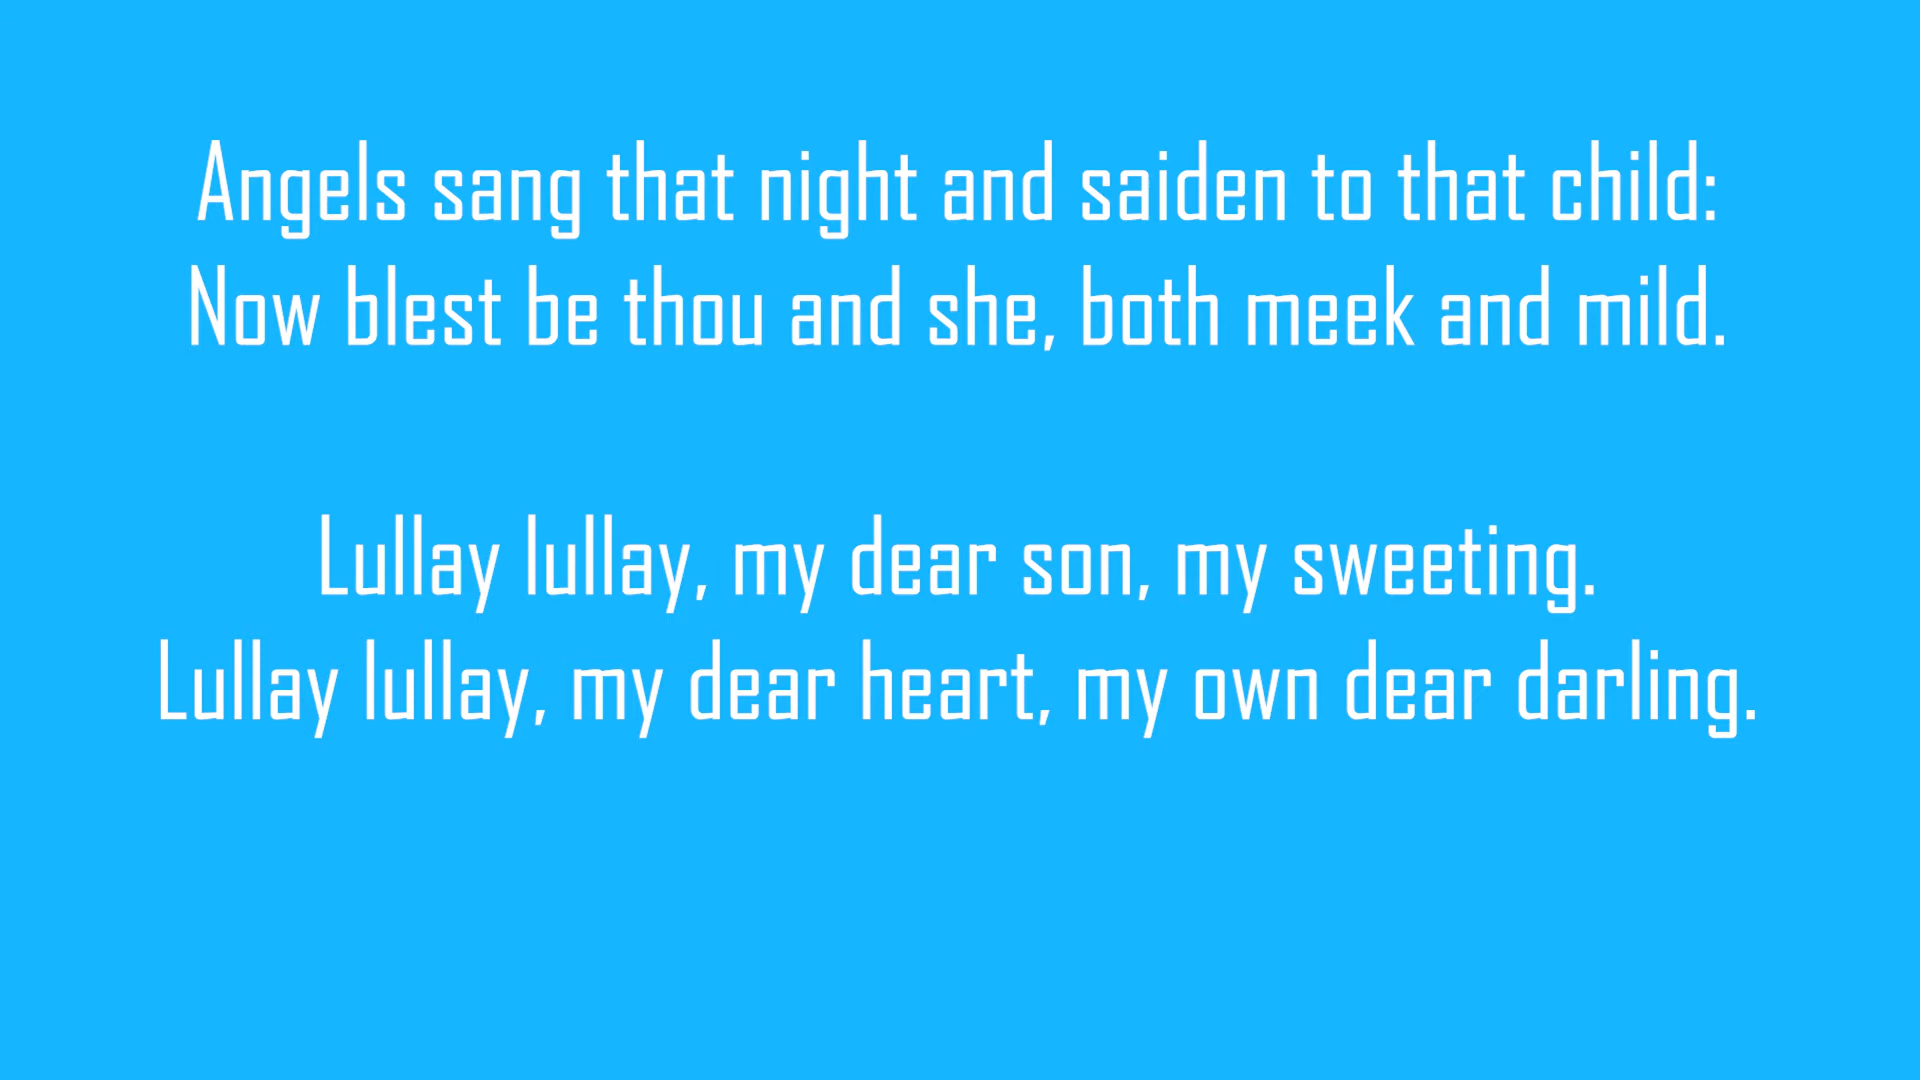 Angels sang that night and saiden to that child:
Now blest be thou and she, both meek and mild.
Lullay lullay, my dear son, my sweeting.
Lullay lullay, my dear heart, my own dear darling.